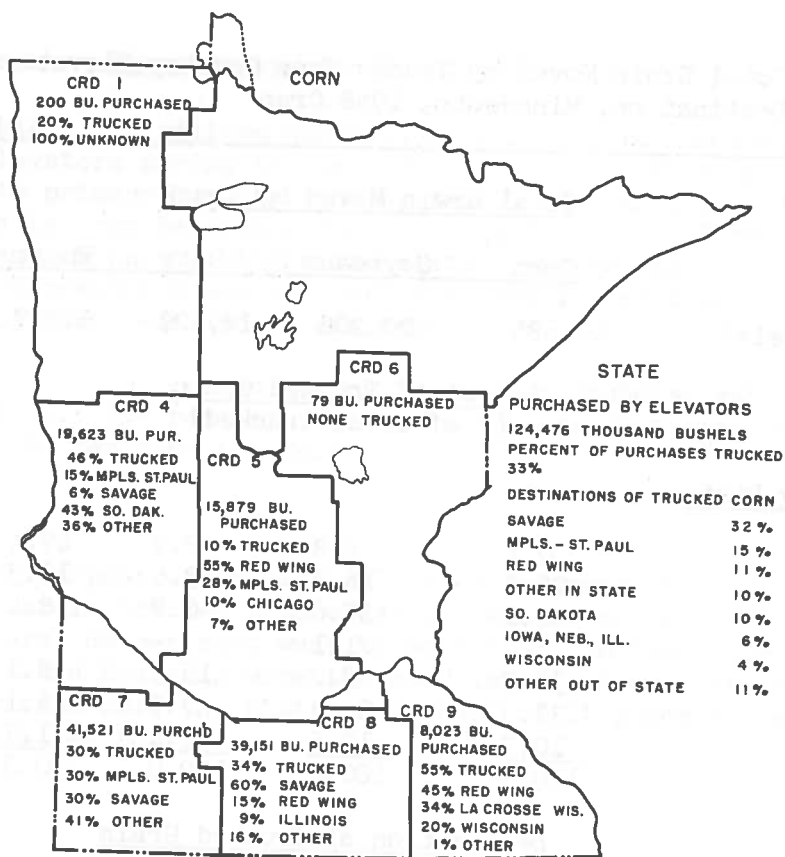 CORN
CRD 1
200 BU. PURCHASED
20% TRUCKED
100% UNKNOWN
CRD 4
19,623 BU. PUR.
46% TRUCKED
15% MPLS. ST. PAUL
6% SAVAGE
43% SO. DAK.
36% OTHER
CRD 5
15,879 BU.
PURCHASED
10% TRUCKED
55% RED WING
28% MPLS. ST. PAUL
10% CHICAGO
7% OTHER
CRD 6
79 BU. PURCHASED
NONE TRUCKED
STATE
PURCHASED BY ELEVATORS
124,476 THOUSAND BUSHELS
PERCENT OF PURCHASES TRUCKED
33%
DESTINATIONS OF TRUCKED CORN
SAVAGE 32%
MPLS.- ST. PAUL 15%
RED WING 11%
OTHER IN STATE 10%
SO. DAKOTA 10%
IOWA, NEB., ILL. 6%
WISCONSIN 4%
OTHER OUT OF STATE 11%
CRD 7
41,521 BU. PURCH'D
30% TRUCKED
30% MPLS. ST. PAUL
30% SAVAGE
41% OTHER
CRD 8
39,151 BU. PURCHASED
34% TRUCKED
60% SAVAGE
15% RED WING
9% ILLINOIS
16% OTHER
CRD 9
8,023 BU.
PURCHASED
55% TRUCKED
45% RED WING
34% LA CROSSE WIS.
20% WISCONSIN
1% OTHER